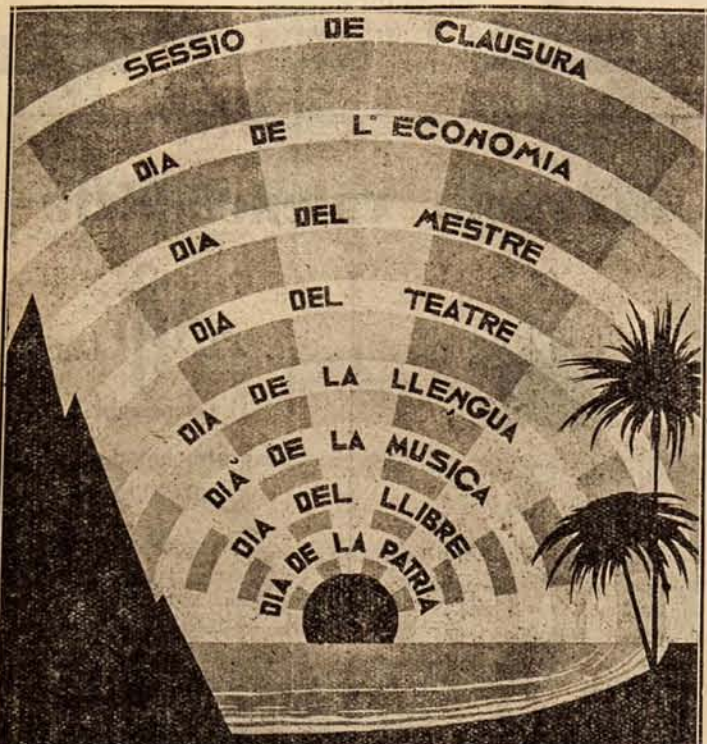 SESSIO DE CLAUSURA
DIA DE L'ECONOMIA
DIA DEL MESTRE
DIA DEL TEATRE
DIA DE LA LLENGUA
DIA DE LA MUSICA
DIA DEL LLIBRE
DIA DE LA PATRIA